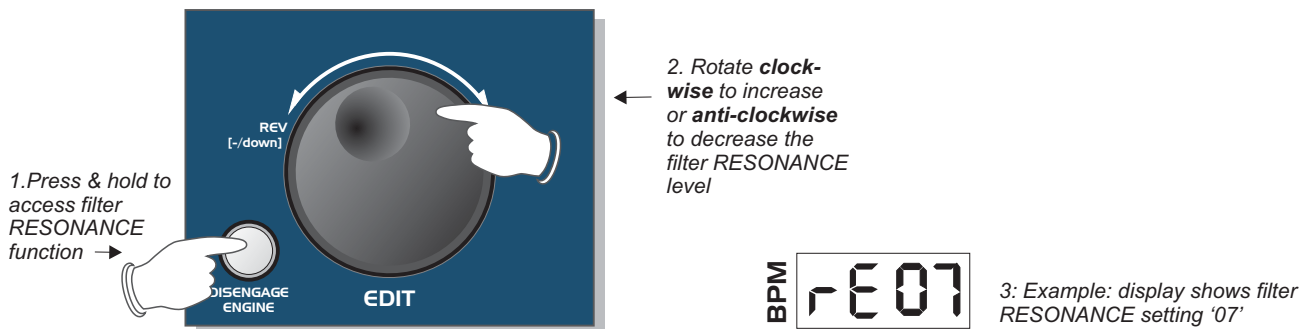 1.Press & hold to
access filter
RESONANCE
function
REV
[-/down]
DISENGAGE
ENGINE
EDIT
2. Rotate clock-
wise to increase
or anti-clockwise
to decrease the
filter RESONANCE
level
BPM
rE07
3: Example: display shows filter
RESONANCE setting ‘07’